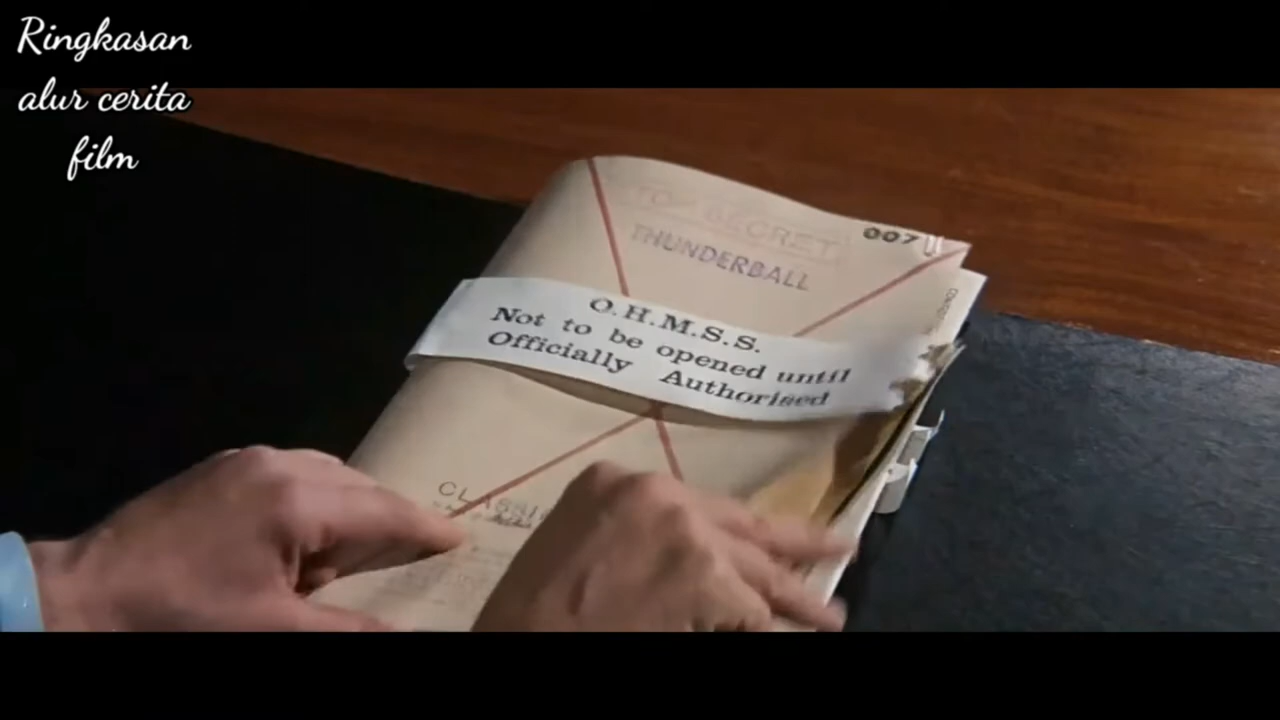 Ringkasan
alur cerita
film
TOP SECRET
007
THUNDERBALL
O.H.M.S.S.
Not to be opened until
Officially Authorised